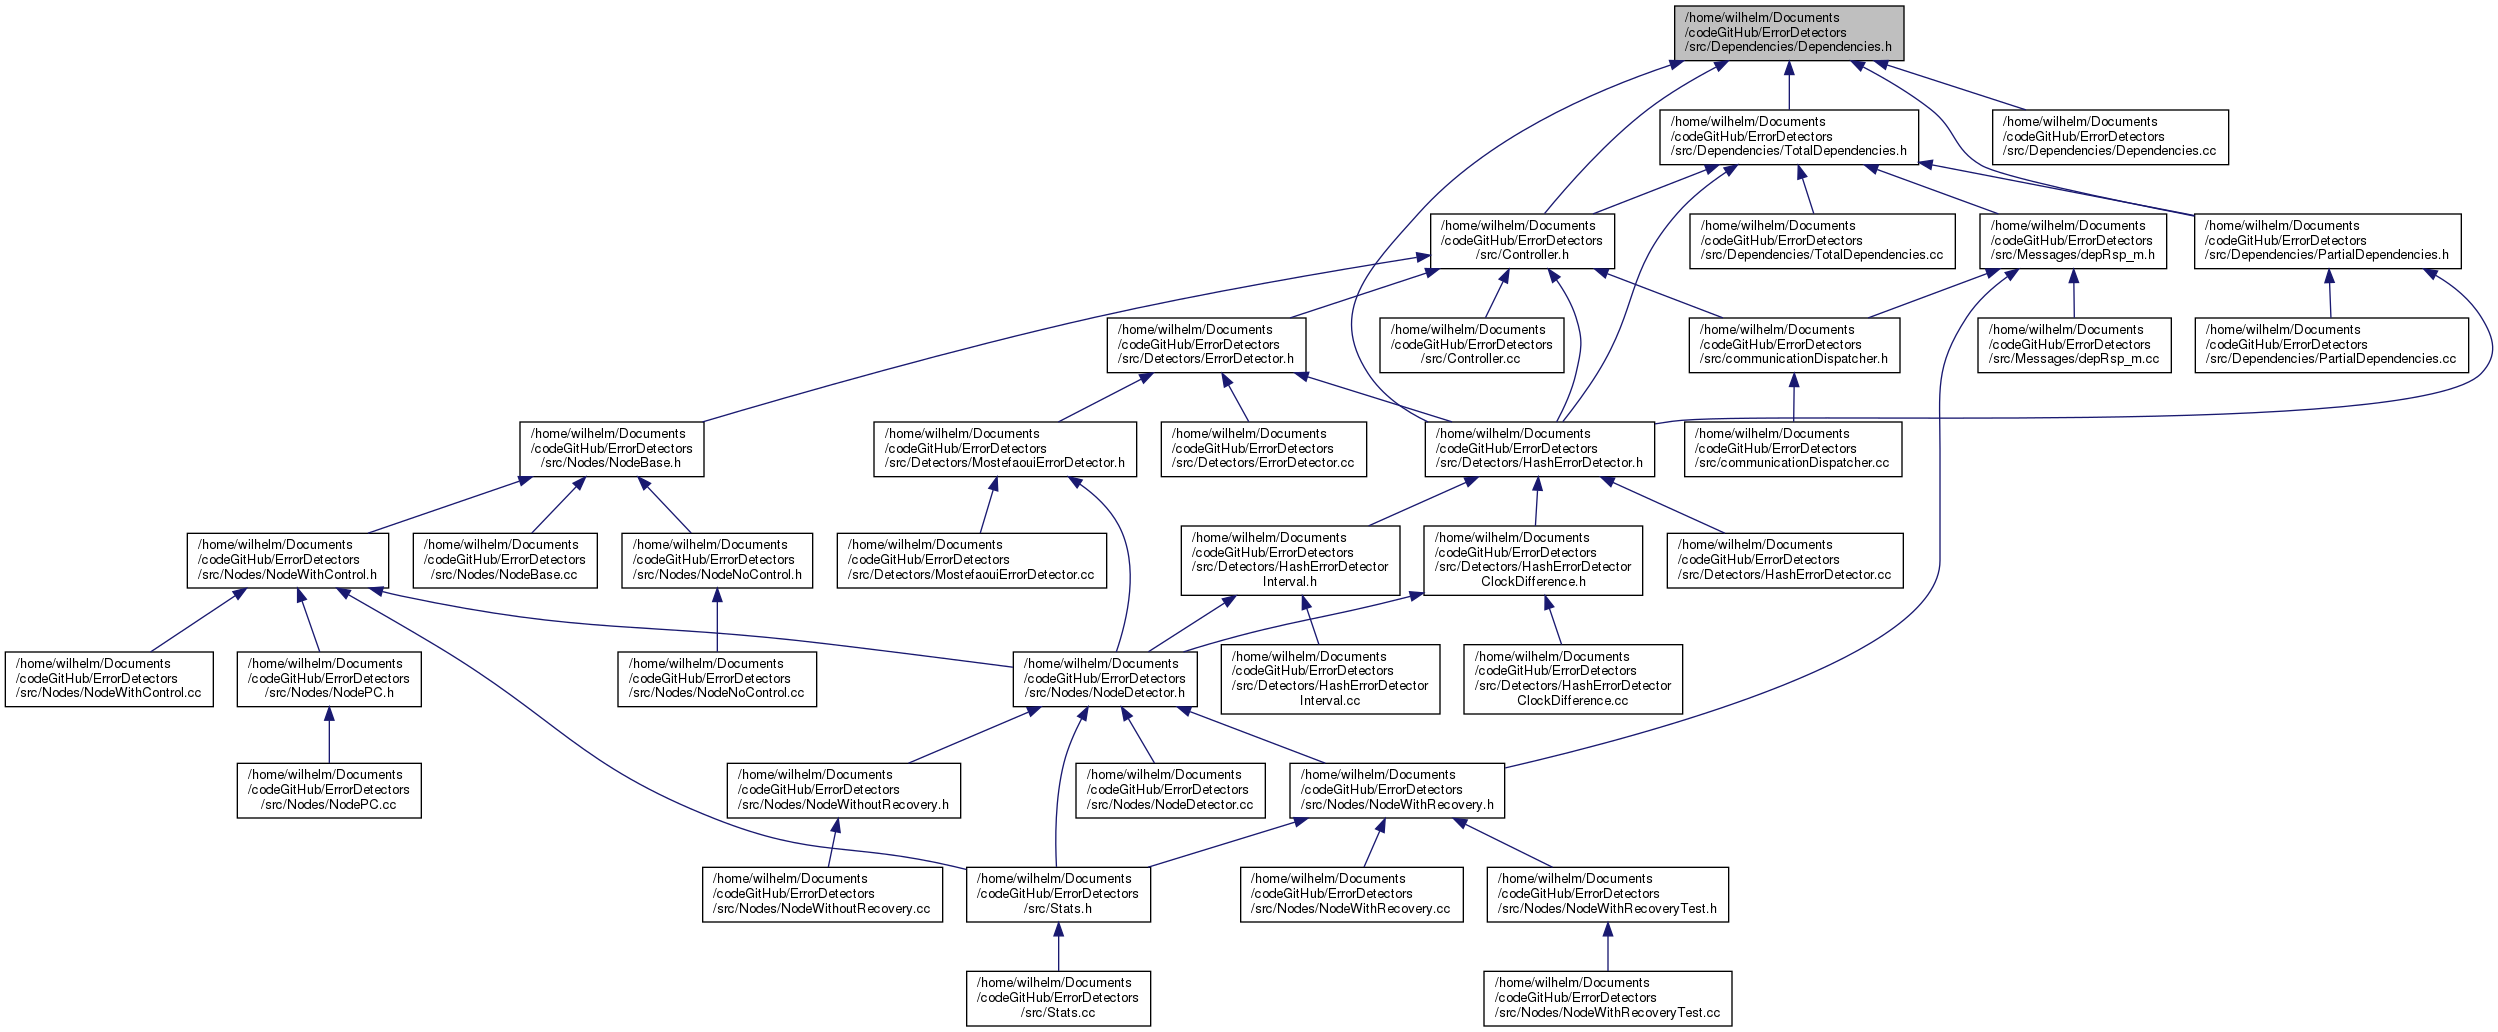 /home/wilhelm/Documents
/codeGitHub/ErrorDetectors
/src/Dependencies/Dependencies.h
/home/wilhelm/Documents
/codeGitHub/ErrorDetectors
/src/Dependencies/TotalDependencies.h
/home/wilhelm/Documents
/codeGitHub/ErrorDetectors
/src/Dependencies/Dependencies.cc
/home/wilhelm/Documents
/codeGitHub/ErrorDetectors
/src/Controller.h
/home/wilhelm/Documents
/codeGitHub/ErrorDetectors
/src/Dependencies/TotalDependencies.cc
/home/wilhelm/Documents
/codeGitHub/ErrorDetectors
/src/Messages/depRsp_m.h
/home/wilhelm/Documents
/codeGitHub/ErrorDetectors
/src/Dependencies/PartialDependencies.h
/home/wilhelm/Documents
/codeGitHub/ErrorDetectors
/src/Detectors/ErrorDetector.h
/home/wilhelm/Documents
/codeGitHub/ErrorDetectors
/src/Controller.cc
/home/wilhelm/Documents
/codeGitHub/ErrorDetectors
/src/communicationDispatcher.h
/home/wilhelm/Documents
/codeGitHub/ErrorDetectors
/src/Messages/depRsp_m.cc
/home/wilhelm/Documents
/codeGitHub/ErrorDetectors
/src/Dependencies/PartialDependencies.cc
/home/wilhelm/Documents
/codeGitHub/ErrorDetectors
/src/Nodes/NodeBase.h
/home/wilhelm/Documents
/codeGitHub/ErrorDetectors
/src/Detectors/MostefaouiErrorDetector.h
/home/wilhelm/Documents
/codeGitHub/ErrorDetectors
/src/Detectors/ErrorDetector.cc
/home/wilhelm/Documents
/codeGitHub/ErrorDetectors
/src/Detectors/HashErrorDetector.h
/home/wilhelm/Documents
/codeGitHub/ErrorDetectors
/src/communicationDispatcher.cc
/home/wilhelm/Documents
/codeGitHub/ErrorDetectors
/src/Nodes/NodeWithControl.h
/home/wilhelm/Documents
/codeGitHub/ErrorDetectors
/src/Nodes/NodeBase.cc
/home/wilhelm/Documents
/codeGitHub/ErrorDetectors
/src/Nodes/NodeNoControl.h
/home/wilhelm/Documents
/codeGitHub/ErrorDetectors
/src/Detectors/MostefaouiErrorDetector.cc
/home/wilhelm/Documents
/codeGitHub/ErrorDetectors
/src/Detectors/HashErrorDetector
Interval.h
/home/wilhelm/Documents
/codeGitHub/ErrorDetectors
/src/Detectors/HashErrorDetector
ClockDifference.h
/home/wilhelm/Documents
/codeGitHub/ErrorDetectors
/src/Detectors/HashErrorDetector.cc
/home/wilhelm/Documents
/codeGitHub/ErrorDetectors
/src/Nodes/NodeWithControl.cc
/home/wilhelm/Documents
/codeGitHub/ErrorDetectors
/src/Nodes/NodePC.h
/home/wilhelm/Documents
/codeGitHub/ErrorDetectors
/src/Nodes/NodeNoControl.cc
/home/wilhelm/Documents
/codeGitHub/ErrorDetectors
/src/Nodes/NodeDetector.h
/home/wilhelm/Documents
/codeGitHub/ErrorDetectors
/src/Detectors/HashErrorDetector
Interval.cc
/home/wilhelm/Documents
/codeGitHub/ErrorDetectors
/src/Detectors/HashErrorDetector
ClockDifference.cc
/home/wilhelm/Documents
/codeGitHub/ErrorDetectors
/src/Nodes/NodePC.cc
/home/wilhelm/Documents
/codeGitHub/ErrorDetectors
/src/Nodes/NodeWithoutRecovery.h
/home/wilhelm/Documents
/codeGitHub/ErrorDetectors
/src/Nodes/NodeDetector.cc
/home/wilhelm/Documents
/codeGitHub/ErrorDetectors
/src/Nodes/NodeWithRecovery.h
/home/wilhelm/Documents
/codeGitHub/ErrorDetectors
/src/Nodes/NodeWithoutRecovery.cc
/home/wilhelm/Documents
/codeGitHub/ErrorDetectors
/src/Stats.h
/home/wilhelm/Documents
/codeGitHub/ErrorDetectors
/src/Nodes/NodeWithRecovery.cc
/home/wilhelm/Documents
/codeGitHub/ErrorDetectors
/src/Nodes/NodeWithRecoveryTest.h
/home/wilhelm/Documents
/codeGitHub/ErrorDetectors
/src/Stats.cc
/home/wilhelm/Documents
/codeGitHub/ErrorDetectors
/src/Nodes/NodeWithRecoveryTest.cc